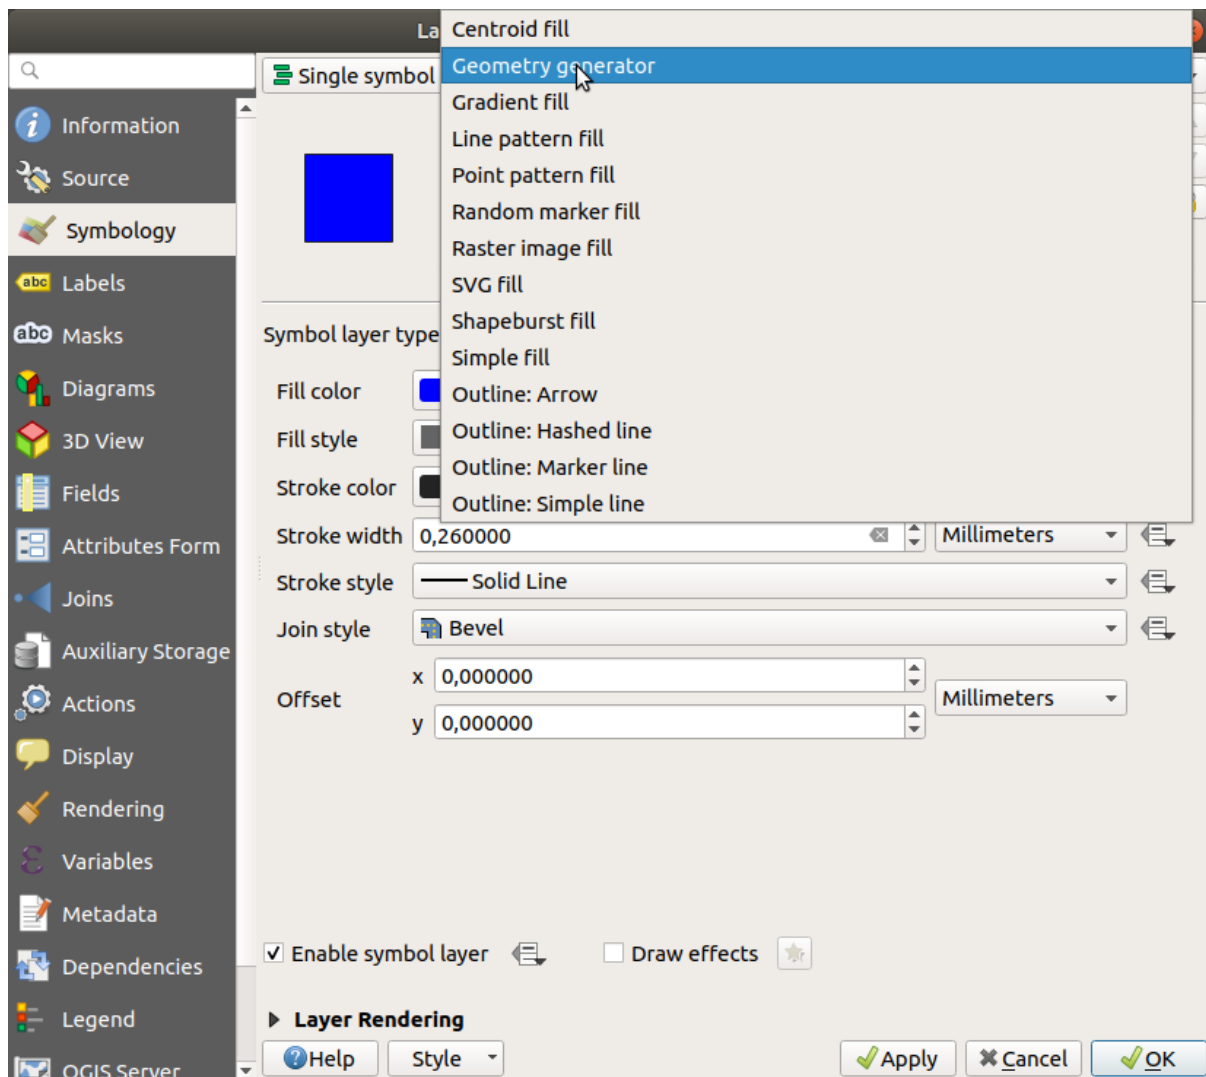 La
Centroid fill
Geometry generator
Gradient fill
Line pattern fill
Point pattern fill
Random marker fill
Raster image fill
SVG fill
Shapeburst fill
Simple fill
Outline: Arrow
Outline: Hashed line
Outline: Marker line
Outline: Simple line
Single symbol
Information
Source
Symbology
abc Labels
abc Masks
Diagrams
3D View
Fields
Attributes Form
Joins
Auxiliary Storage
Actions
Display
Rendering
Variables
Metadata
Dependencies
Legend
QGIS Server
Symbol layer type
Fill color
Fill style
Stroke color
Stroke width 0,260000 Millimeters
Stroke style Solid Line
Join style Bevel
Offset
x 0,000000
y 0,000000
Millimeters
Enable symbol layer Draw effects
Layer Rendering
Help Style Apply Cancel OK